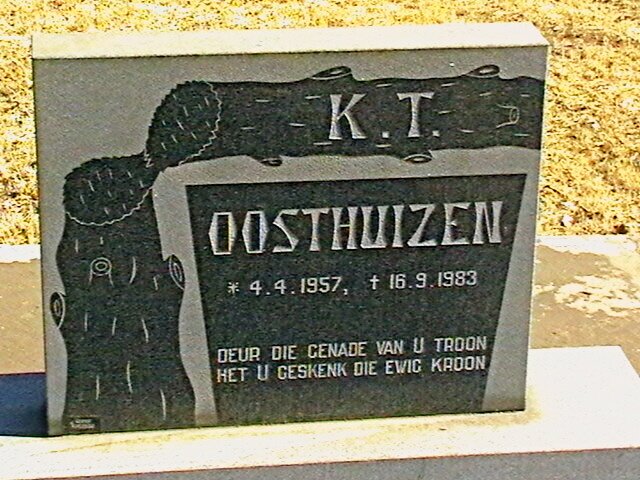 K. T.
OOSTHUIZEN
* 4.4.1957, † 16.9.1983
DEUR DIE GENADE VAN U TROON
HET U GESKENK DIE EWIG KROON